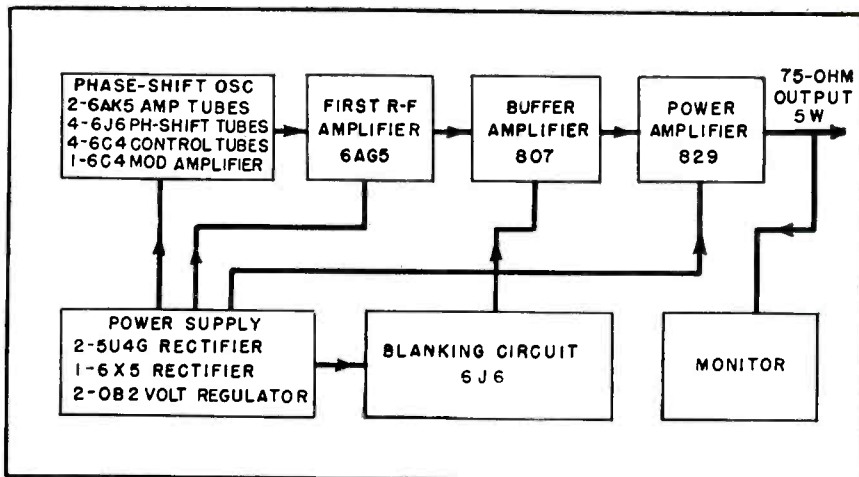 PHASE-SHIFT OSC
2-6AK5 AMP TUBES
4-6J6 PH-SHIFT TUBES
4-6C4 CONTROL TUBES
1-6C4 MOD AMPLIFIER
FIRST R-F
AMPLIFIER
6AG5
BUFFER
AMPLIFIER
807
POWER
AMPLIFIER
829
75-OHM
OUTPUT
5W
POWER SUPPLY
2-5U4G RECTIFIER
1-6X5 RECTIFIER
2-OB2 VOLT REGULATOR
BLANKING CIRCUIT
6J6
MONITOR